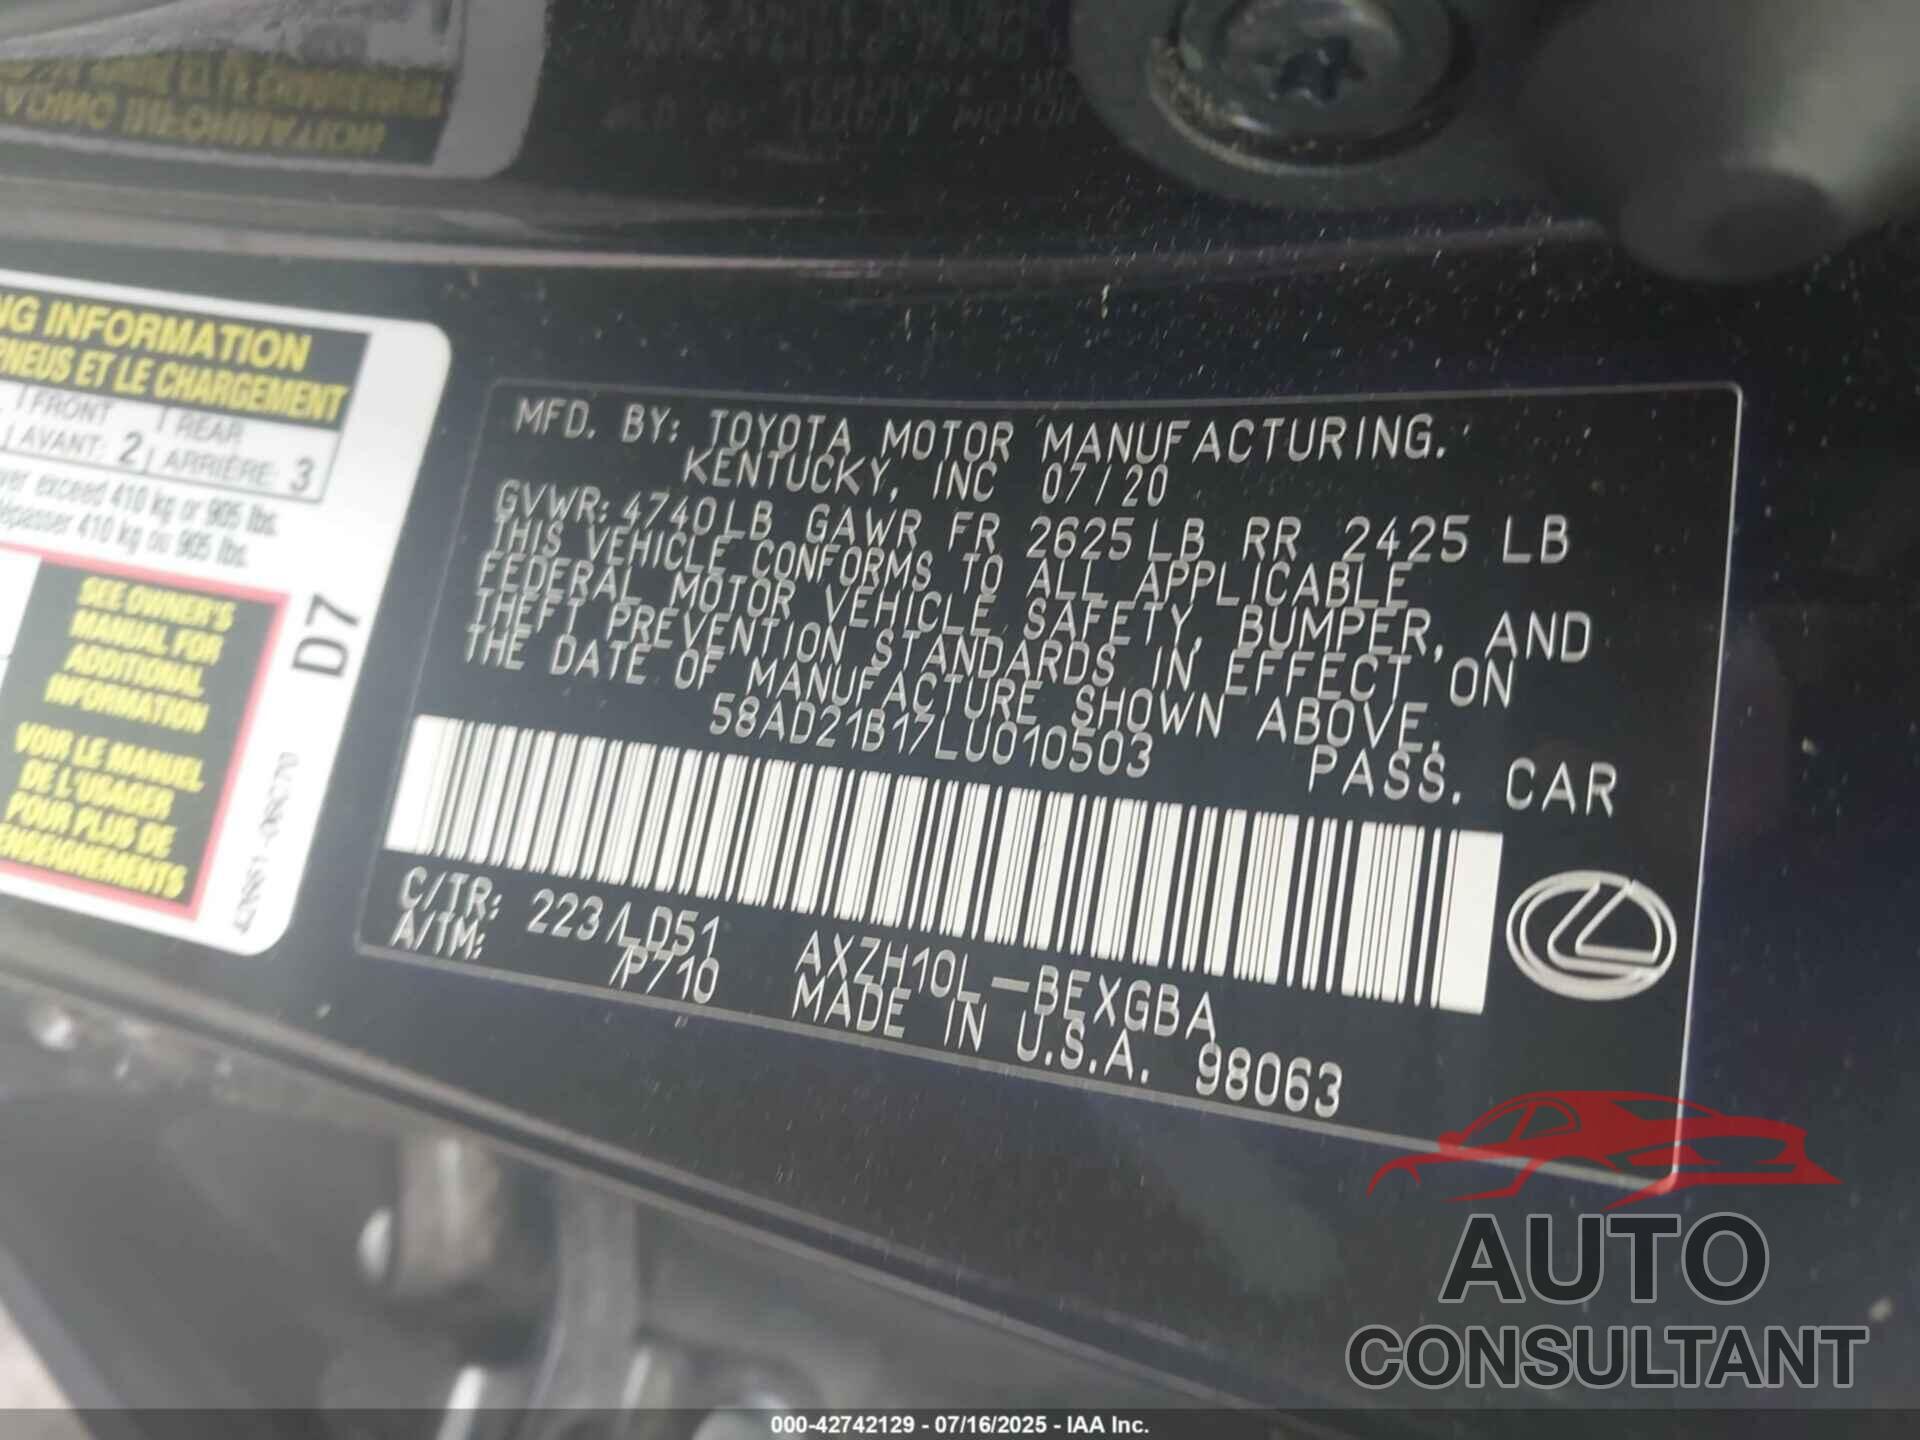 NG INFORMATION
PNEUS ET LE CHARGEMENT
FRONT REAR
AVANT: 2 ARRIÈRE: 3
exceed 410 kg or 905 lbs.
dépasser 410 kg ou 905 lbs.
SEE OWNER'S
MANUAL FOR
ADDITIONAL
INFORMATION
VOIR LE MANUEL
DE L'USAGER
POUR PLUS DE
ENSEIGNEMENTS
D7
MFD. BY: TOYOTA MOTOR MANUFACTURING.
KENTUCKY, INC 07/20
GVWR: 4740LB GAWR FR 2625LB RR 2425 LB
THIS VEHICLE CONFORMS TO ALL APPLICABLE
FEDERAL MOTOR VEHICLE SAFETY, BUMPER, AND
THEFT PREVENTION STANDARDS IN EFFECT ON
THE DATE OF MANUFACTURE SHOWN ABOVE.
58AD21B17LU010503 PASS. CAR
C/TR: 223/LD51 AXZH10L-BEXGBA
A/TM: /P710 MADE IN U.S.A. 98063
AUTO
CONSULTANT
000-42742129 - 07/16/2025 - IAA Inc.